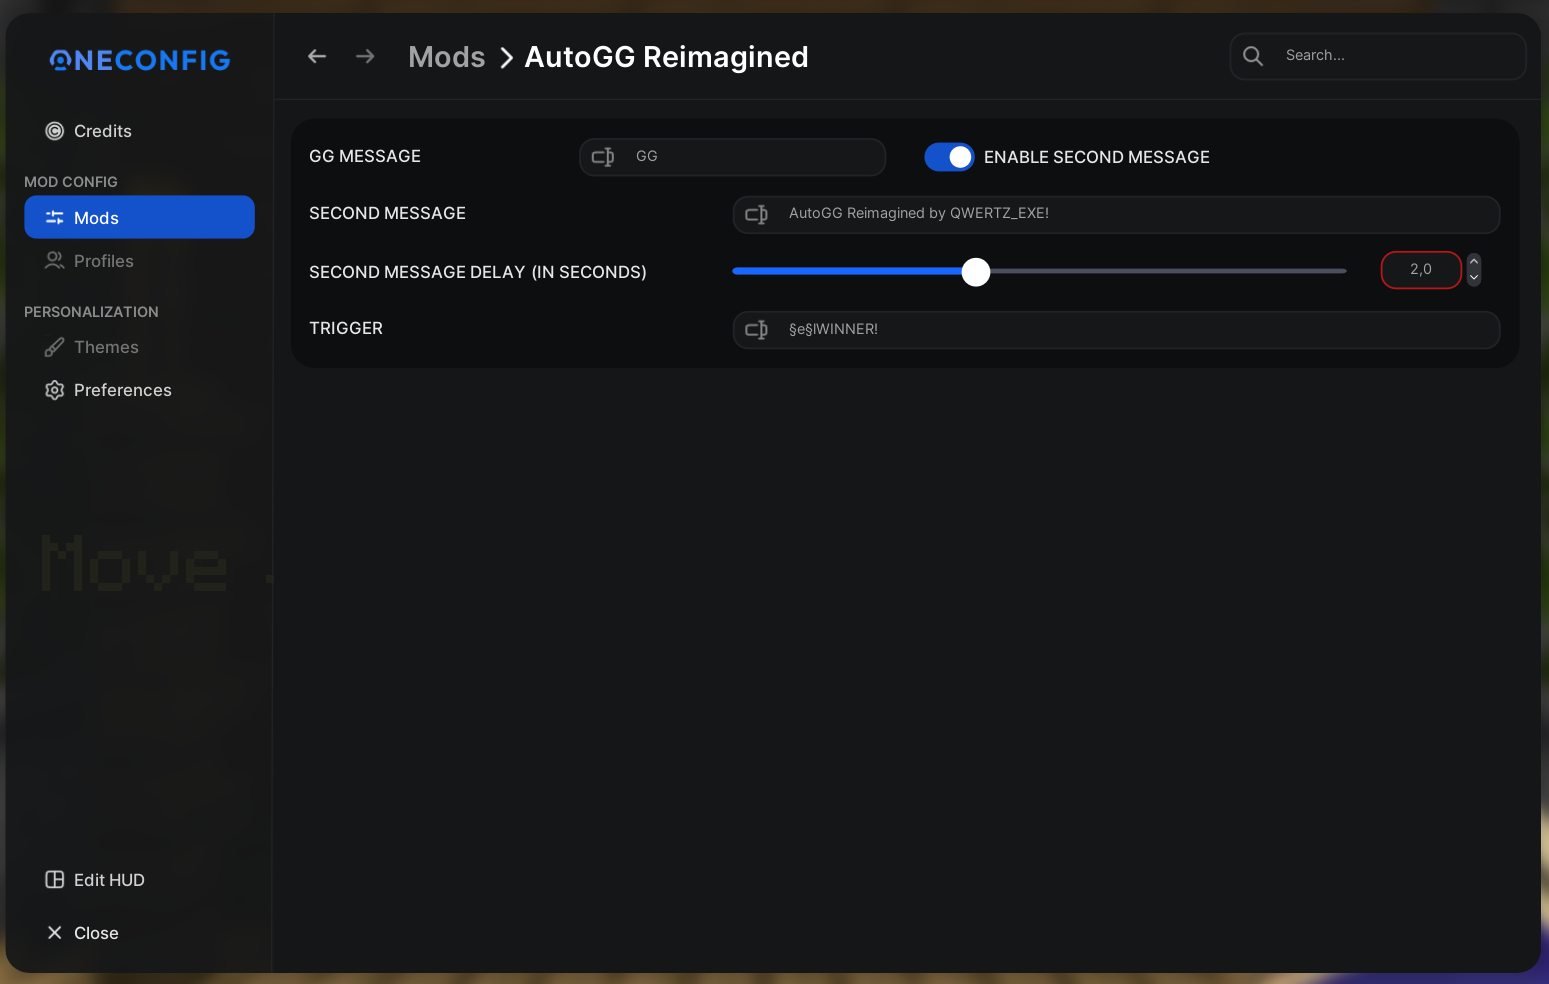 ONECONFIG
Mods > AutoGG Reimagined
Search...
Credits
MOD CONFIG
Mods
Profiles
PERSONALIZATION
Themes
Preferences
GG MESSAGE
GG
ENABLE SECOND MESSAGE
SECOND MESSAGE
AutoGG Reimagined by QWERTZ_EXE!
SECOND MESSAGE DELAY (IN SECONDS)
2,0
TRIGGER
§e§lWINNER!
Move
Edit HUD
Close